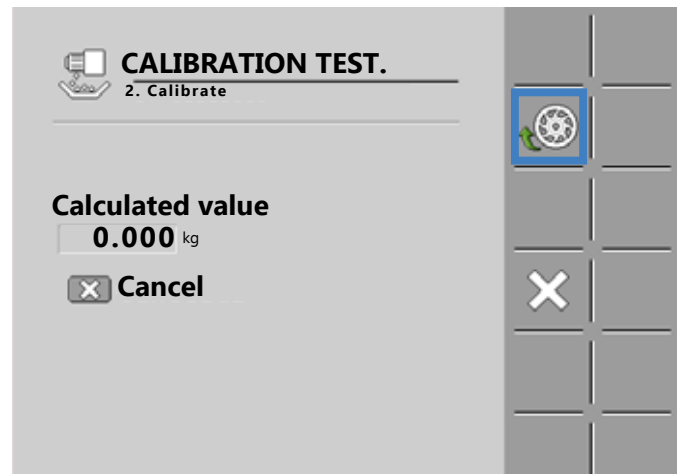 CALIBRATION TEST.
2. Calibrate
Calculated value
0.000 kg
Cancel